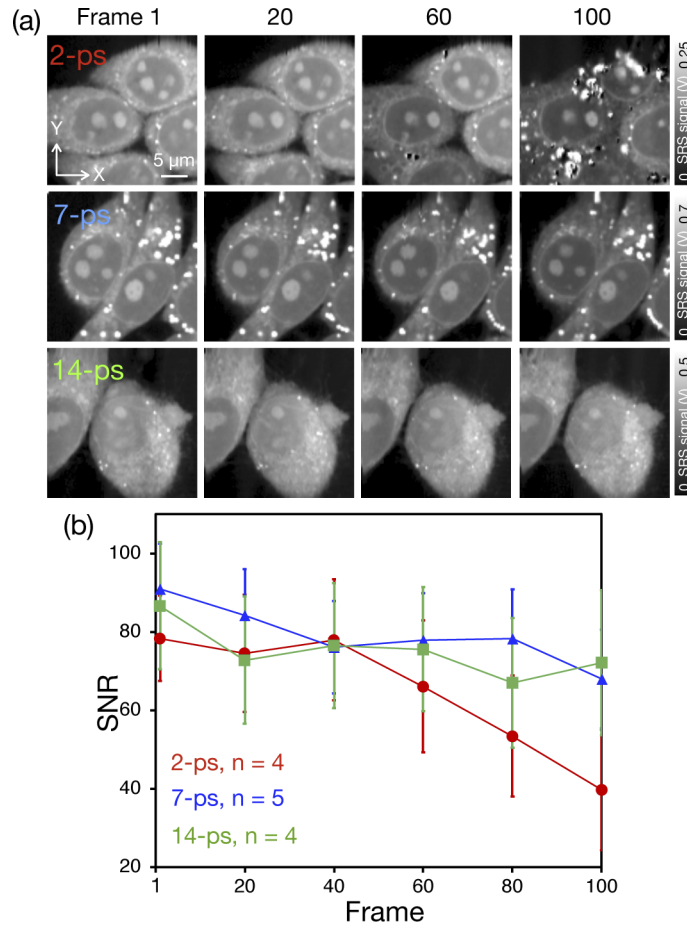 (a)
Frame 1 20 60 100
2-ps
Y
X
5 µm
0 SRS signal (V) 0.25
7-ps
0 SRS signal (V) 0.7
14-ps
0 SRS signal (V) 0.5
(b)
100
80
60
40
20
SNR
2-ps, n = 4
7-ps, n = 5
14-ps, n = 4
1 20 40 60 80 100
Frame